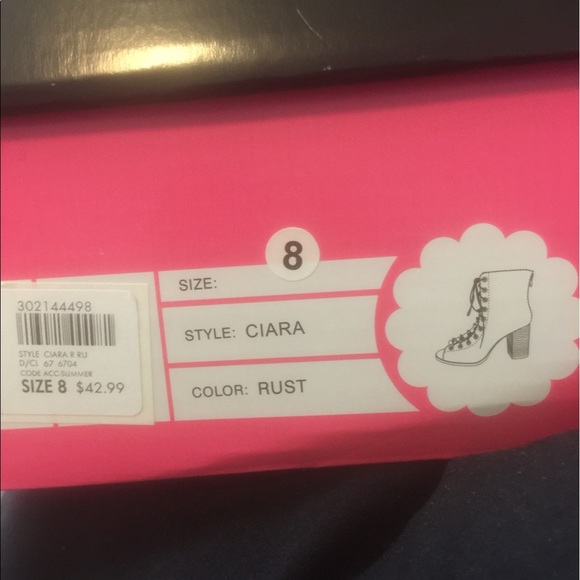 8
SIZE:
STYLE: CIARA
COLOR: RUST
302144498
STYLE CIARA R RU
D/CL 67 6704
CODE ACC-SUMMER
SIZE 8 $42.99